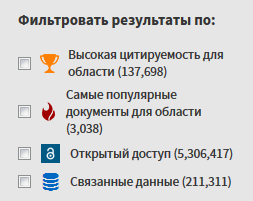 Фильтровать результаты по:
Высокая цитируемость для
области (137,698)
Самые популярные
документы для области
(3,038)
Открытый доступ (5,306,417)
Связанные данные (211,311)